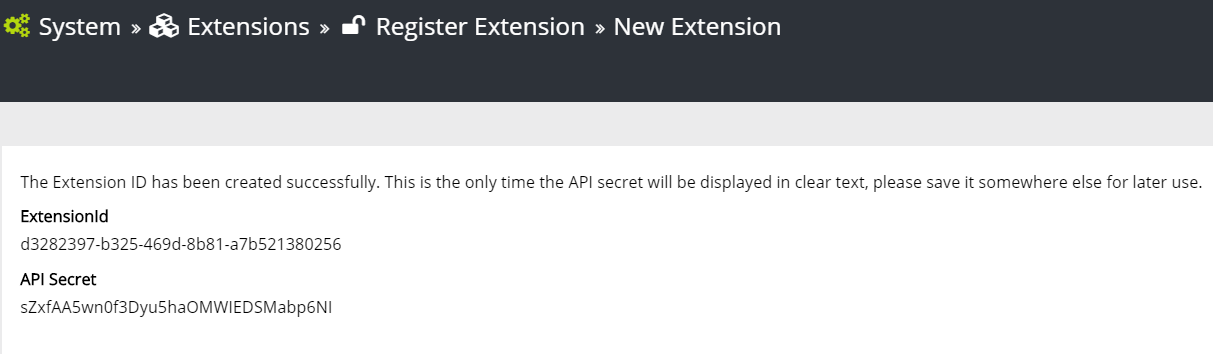 System » Extensions » Register Extension » New Extension
The Extension ID has been created successfully. This is the only time the API secret will be displayed in clear text, please save it somewhere else for later use.
ExtensionId
d3282397-b325-469d-8b81-a7b521380256
API Secret
sZxfAA5wn0f3Dyu5haOMWIEDSMabp6NI